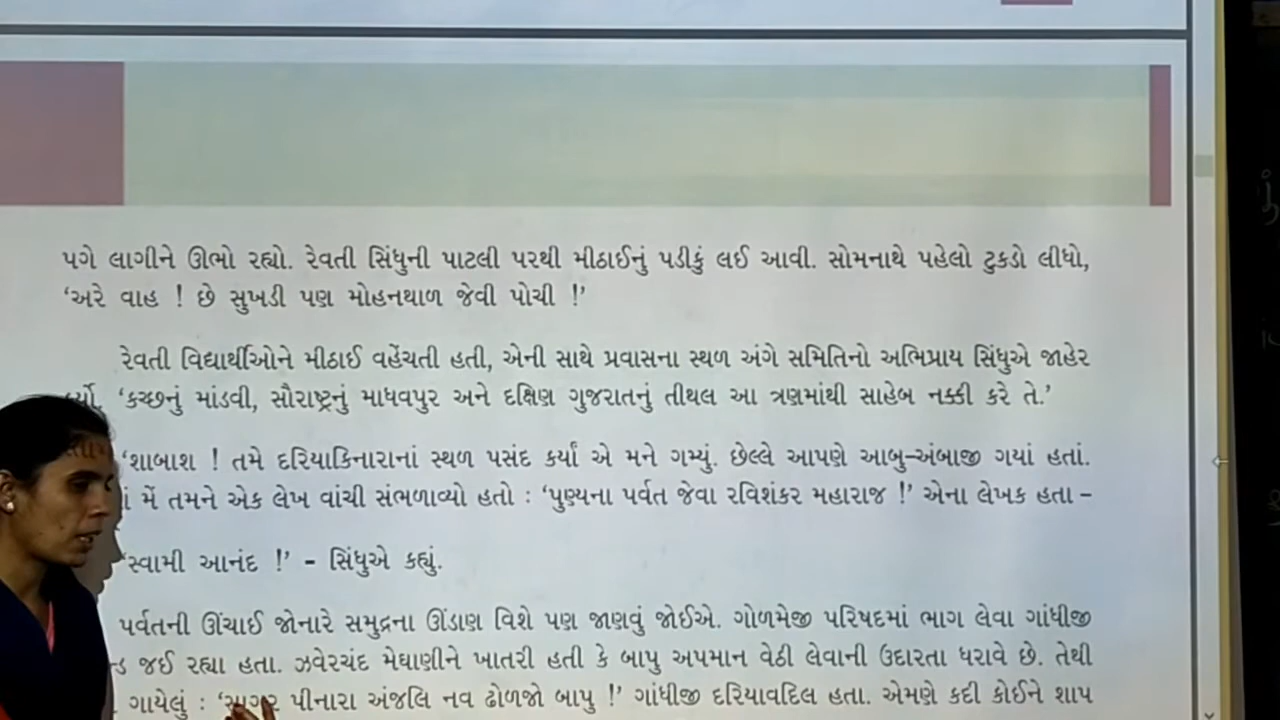 પગે લાગીને ઊભો રહ્યો. રેવતી સિંધુની પાટલી પરથી મીઠાઈનું પડીકું લઈ આવી. સોમનાથે પહેલો ટુકડો લીધો,
‘અરે વાહ ! છે સુખડી પણ મોહનથાળ જેવી પોચી !’
રેવતી વિદ્યાર્થીઓને મીઠાઈ વહેંચતી હતી, એની સાથે પ્રવાસના સ્થળ અંગે સમિતિનો અભિપ્રાય સિંધુએ જાહેર
‘કચ્છનું માંડવી, સૌરાષ્ટ્રનું માધવપુર અને દક્ષિણ ગુજરાતનું તીથલ આ ત્રણમાંથી સાહેબ નક્કી કરે તે.’
‘શાબાશ ! તમે દરિયાકિનારાનાં સ્થળ પસંદ કર્યાં એ મને ગમ્યું. છેલ્લે આપણે આબુ-અંબાજી ગયાં હતાં.
મેં તમને એક લેખ વાંચી સંભળાવ્યો હતો : ‘પુણ્યના પર્વત જેવા રવિશંકર મહારાજ !’ એના લેખક હતા –
‘સ્વામી આનંદ !’ – સિંધુએ કહ્યું.
પર્વતની ઊંચાઈ જોનારે સમુદ્રના ઊંડાણ વિશે પણ જાણવું જોઈએ. ગોળમેજી પરિષદમાં ભાગ લેવા ગાંધીજી
જઈ રહ્યા હતા. ઝવેરચંદ મેઘાણીને ખાતરી હતી કે બાપુ અપમાન વેઠી લેવાની ઉદારતા ધરાવે છે. તેથી
ગાયેલું : ‘સાગર પીનારા અંજલિ નવ ઢોળજો બાપુ !’ ગાંધીજી દરિયાવદિલ હતા. એમણે કદી કોઈને શાપ